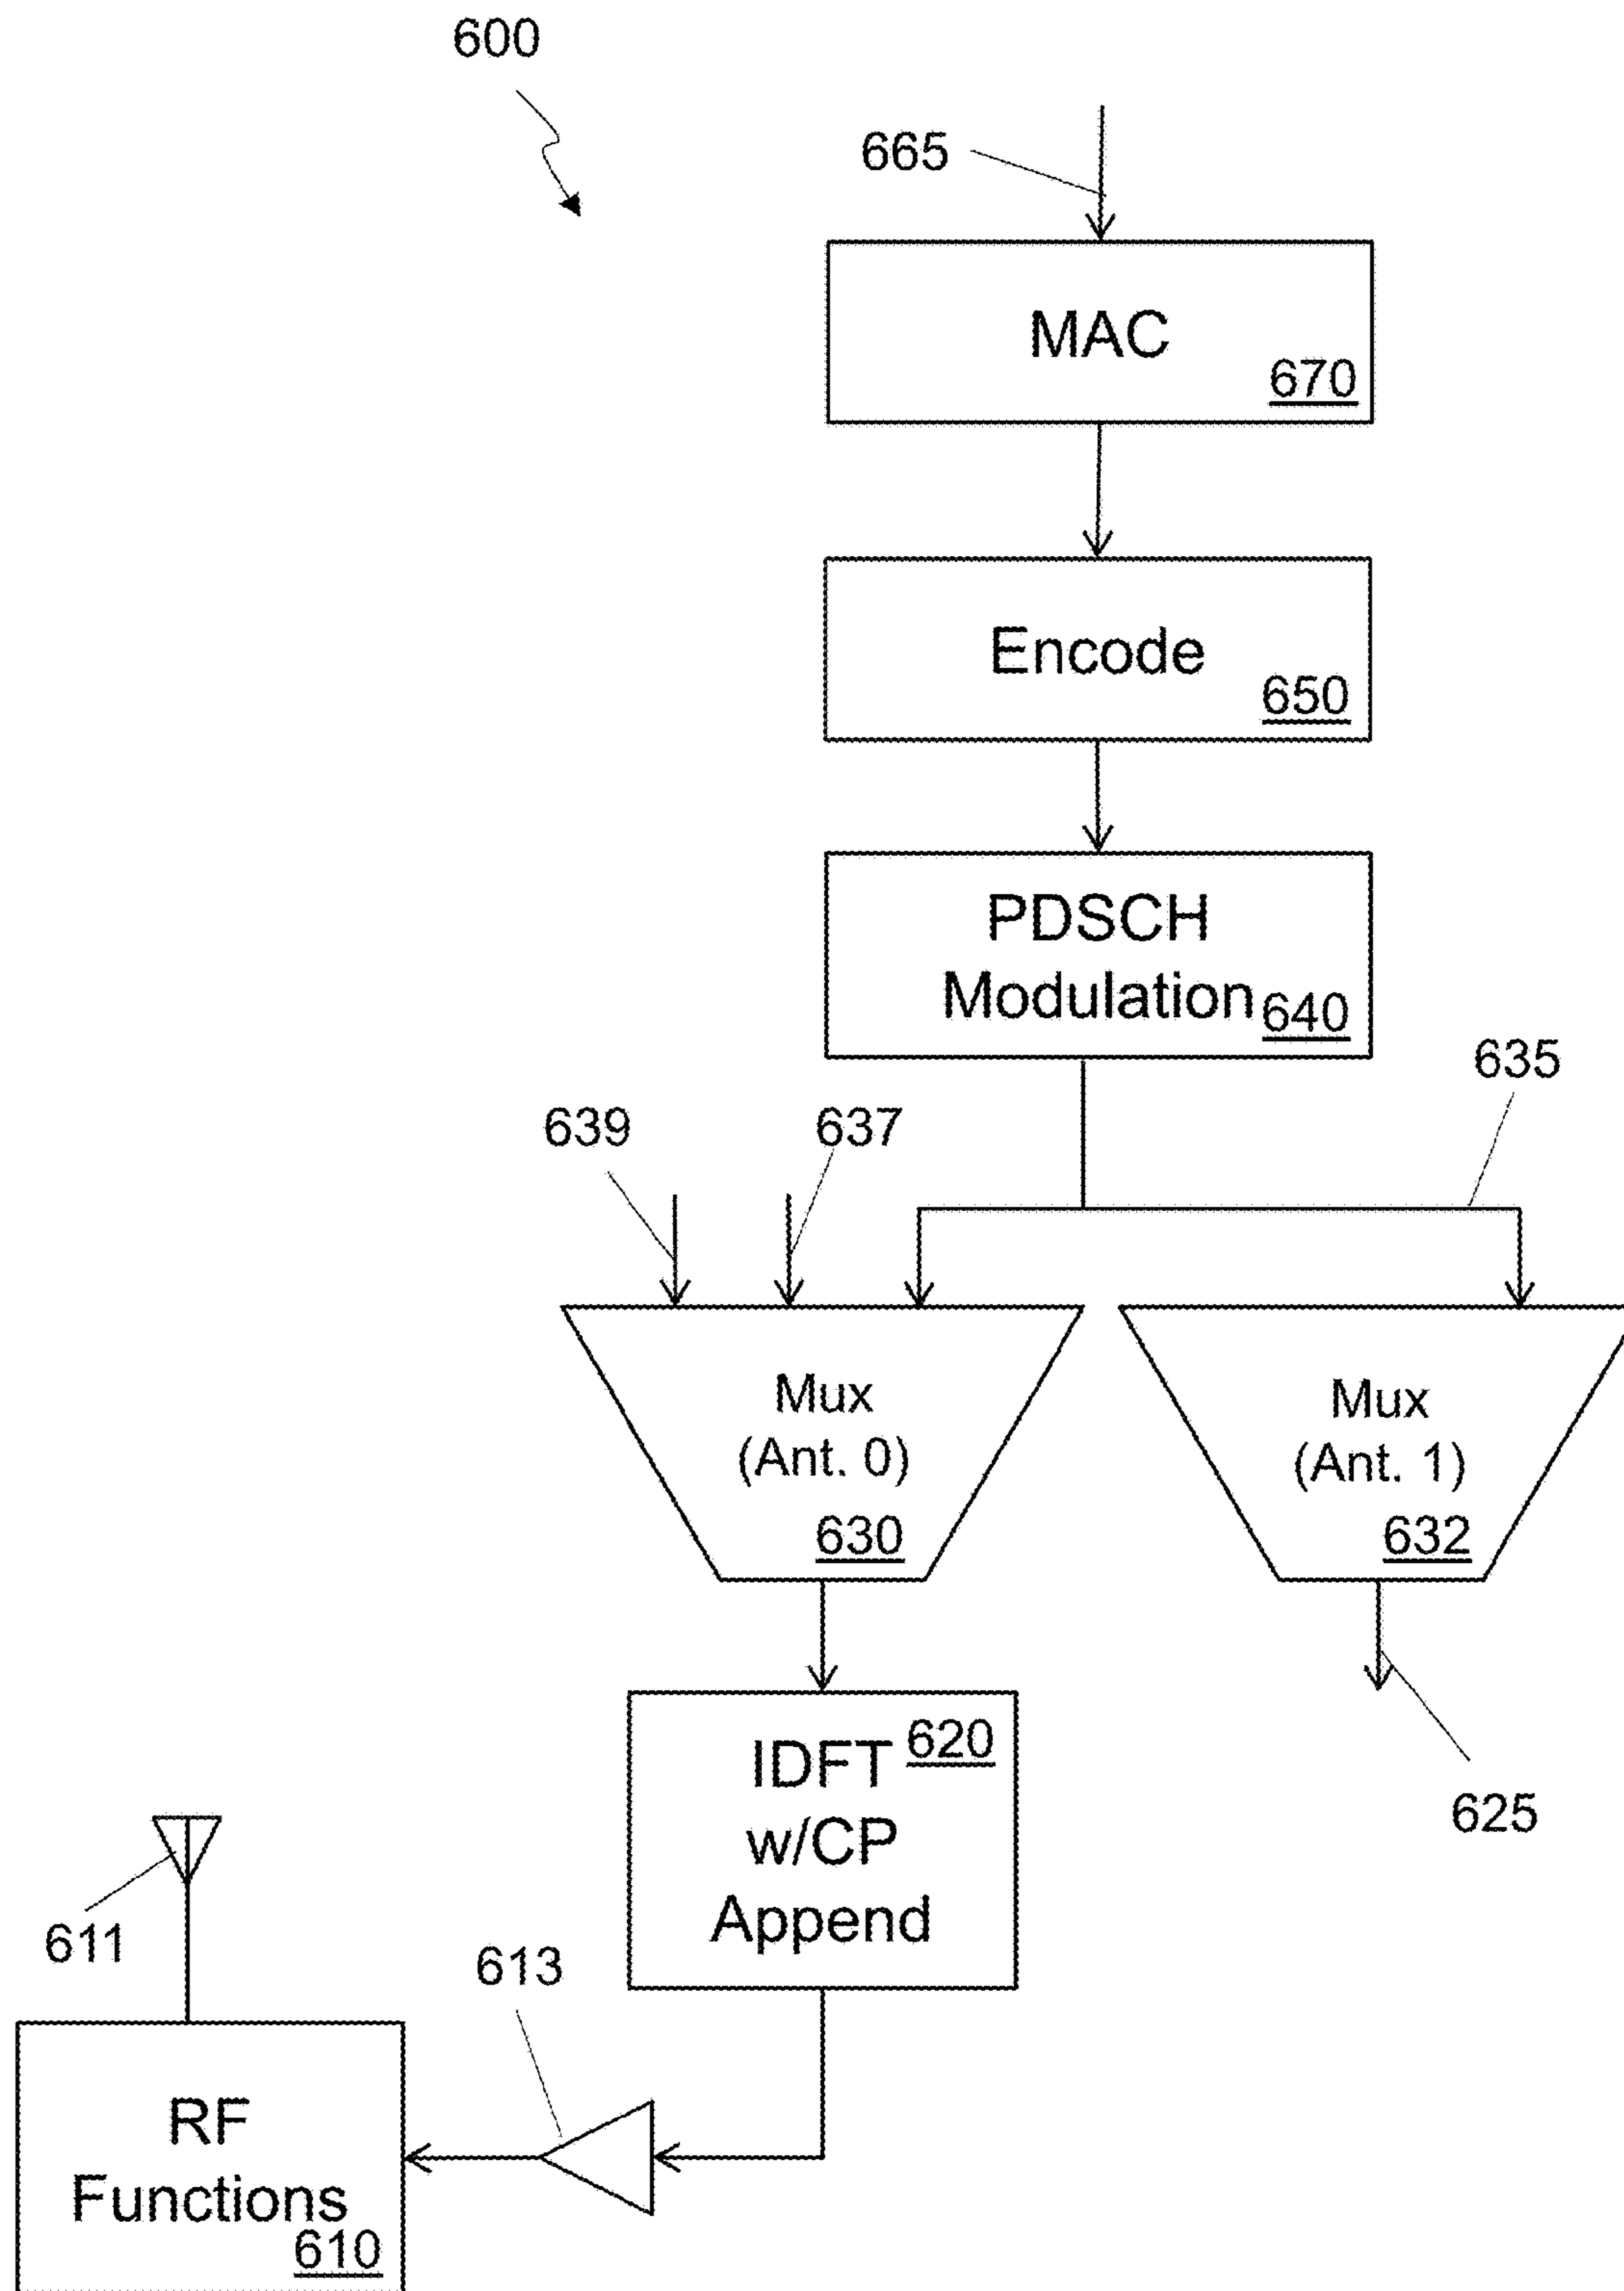 600
665
MAC
670
Encode
650
PDSCH
Modulation
640
635
639
637
Mux
(Ant. 0)
630
Mux
(Ant. 1)
632
620
IDFT
w/CP
Append
625
611
613
RF
Functions
610